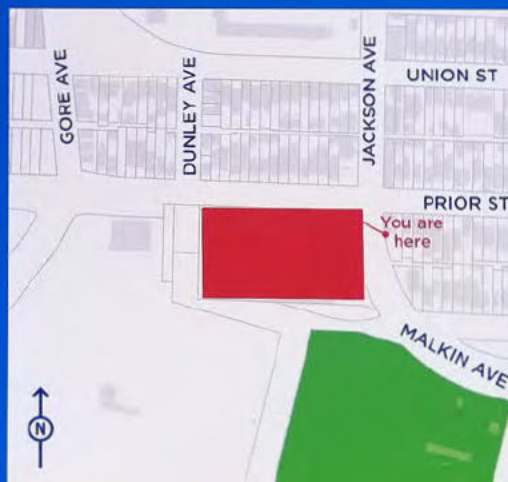 GORE AVE
DUNLEY AVE
JACKSON AVE
UNION ST
PRIOR ST
You are
here
MALKIN AVE
N